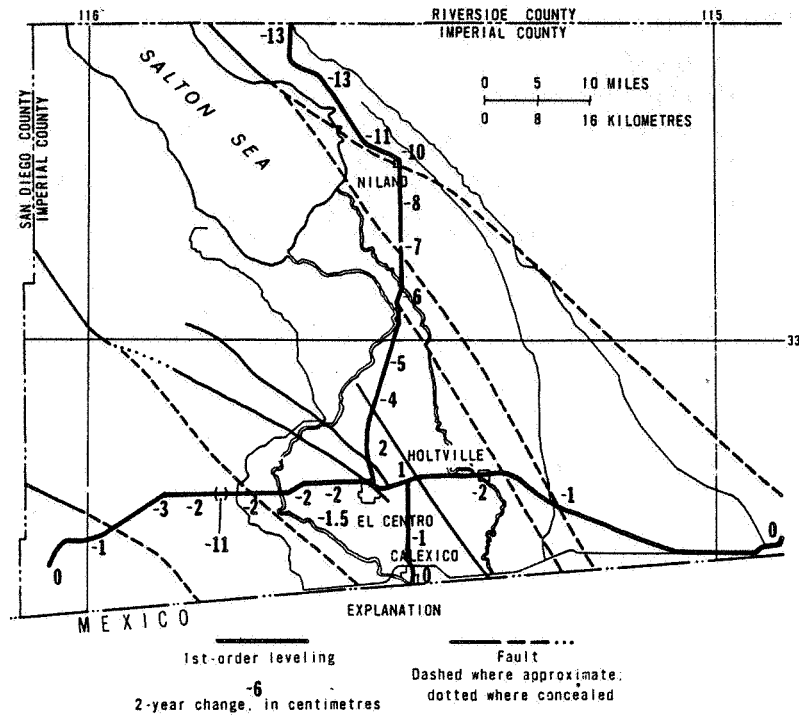 RIVERSIDE COUNTY
IMPERIAL COUNTY
116
115
-13
SALTON SEA
-13
0 5 10 MILES
0 8 16 KILOMETRES
SAN DIEGO COUNTY
IMPERIAL COUNTY
-11
-10
NILAND
-8
-7
6
33
-5
-4
2
HOLTVILLE
1
-2
-3
-2
-2
-2
-2
-1
-1.5
EL CENTRO
0
-1
-11
-1
CALEXICO
0
0
MEXICO
EXPLANATION
1st-order leveling
Fault
Dashed where approximate;
dotted where concealed
-6
2-year change, in centimetres